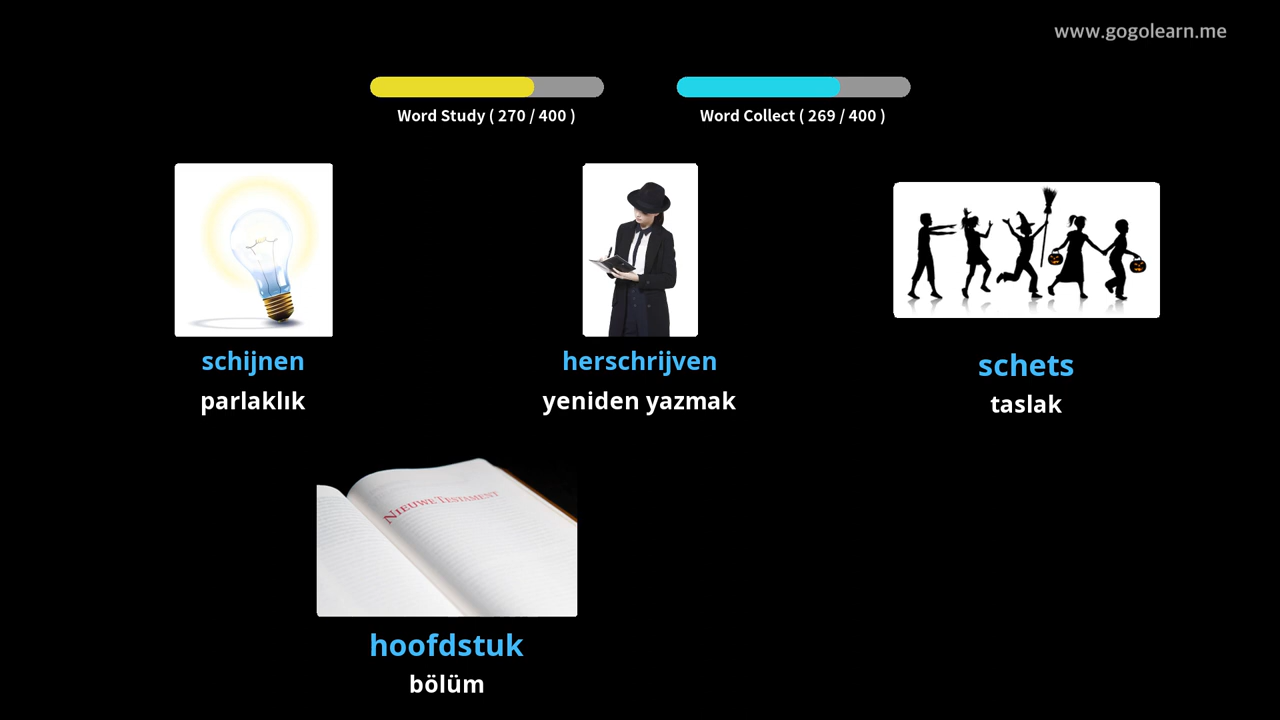 www.gogolearn.me
Word Study ( 270 / 400 )
Word Collect ( 269 / 400 )
schijnen
parlaklık
herschrijven
yeniden yazmak
schets
taslak
NIEUWE TESTAMENT
hoofdstuk
bölüm